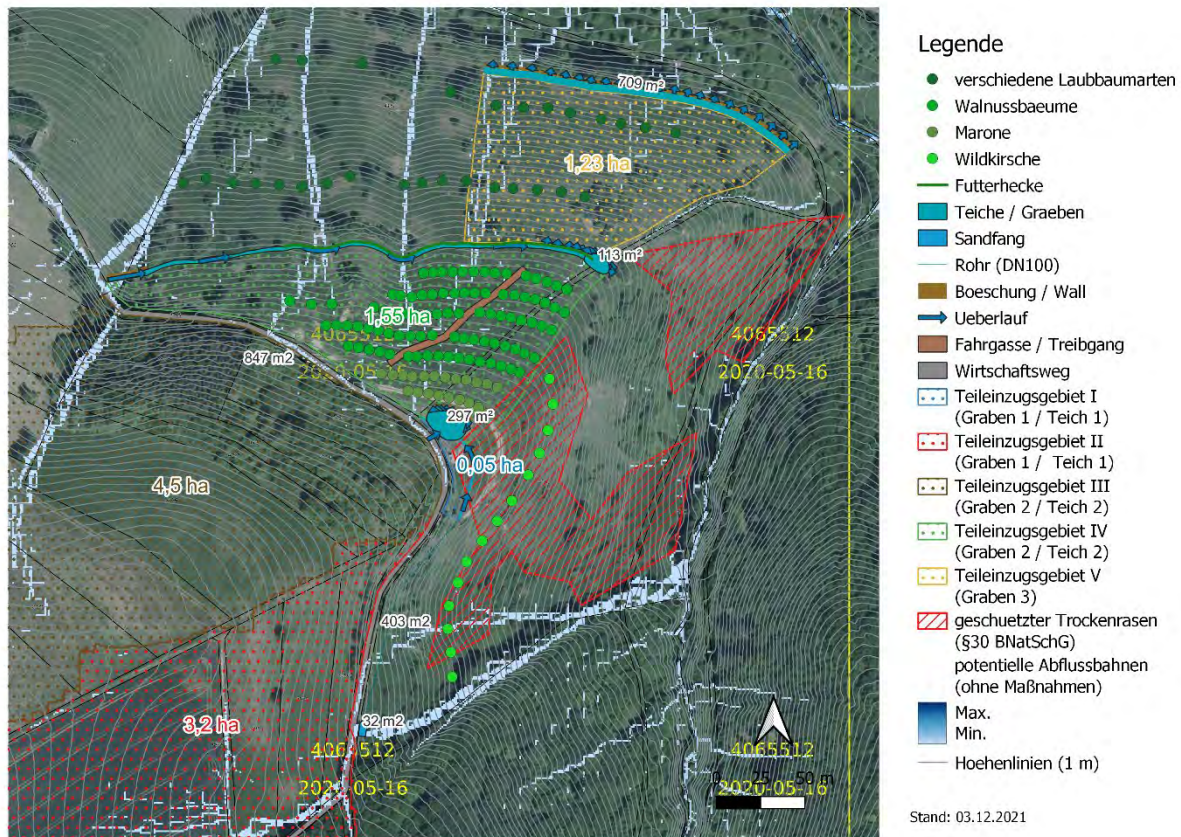 709 m²
1,23 ha
113 m²
1,55 ha
4065512
4065512
847 m2
2020-05-16
2020-05-16
297 m²
0,05 ha
4,5 ha
403 m2
3,2 ha
32 m2
4065512
4065512
0 25 50 m
2020-05-16
2020-05-16
Legende
verschiedene Laubbaumarten
Walnussbaeume
Marone
Wildkirsche
Futterhecke
Teiche / Graeben
Sandfang
Rohr (DN100)
Boeschung / Wall
Ueberlauf
Fahrgasse / Treibgang
Wirtschaftsweg
Teileinzugsgebiet I
(Graben 1 / Teich 1)
Teileinzugsgebiet II
(Graben 1 / Teich 1)
Teileinzugsgebiet III
(Graben 2 / Teich 2)
Teileinzugsgebiet IV
(Graben 2 / Teich 2)
Teileinzugsgebiet V
(Graben 3)
geschuetzter Trockenrasen
(§30 BNatSchG)
potentielle Abflussbahnen
(ohne Maßnahmen)
Max.
Min.
Hoehenlinien (1 m)
Stand: 03.12.2021